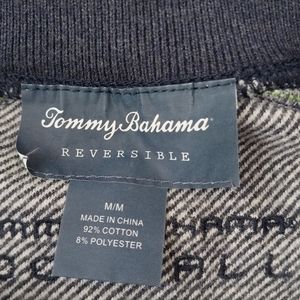 Tommy Bahama
REVERSIBLE
M/M
MADE IN CHINA
92% COTTON
8% POLYESTER